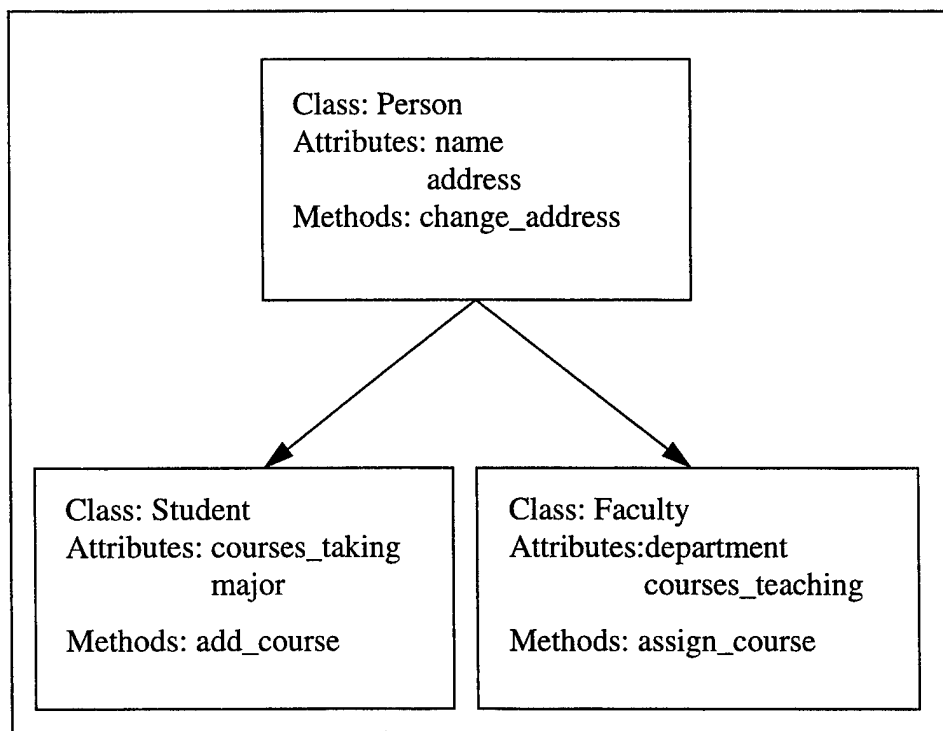 Class: Person
Attributes: name
address
Methods: change_address
Class: Student
Attributes: courses_taking
major
Methods: add_course
Class: Faculty
Attributes:department
courses_teaching
Methods: assign_course